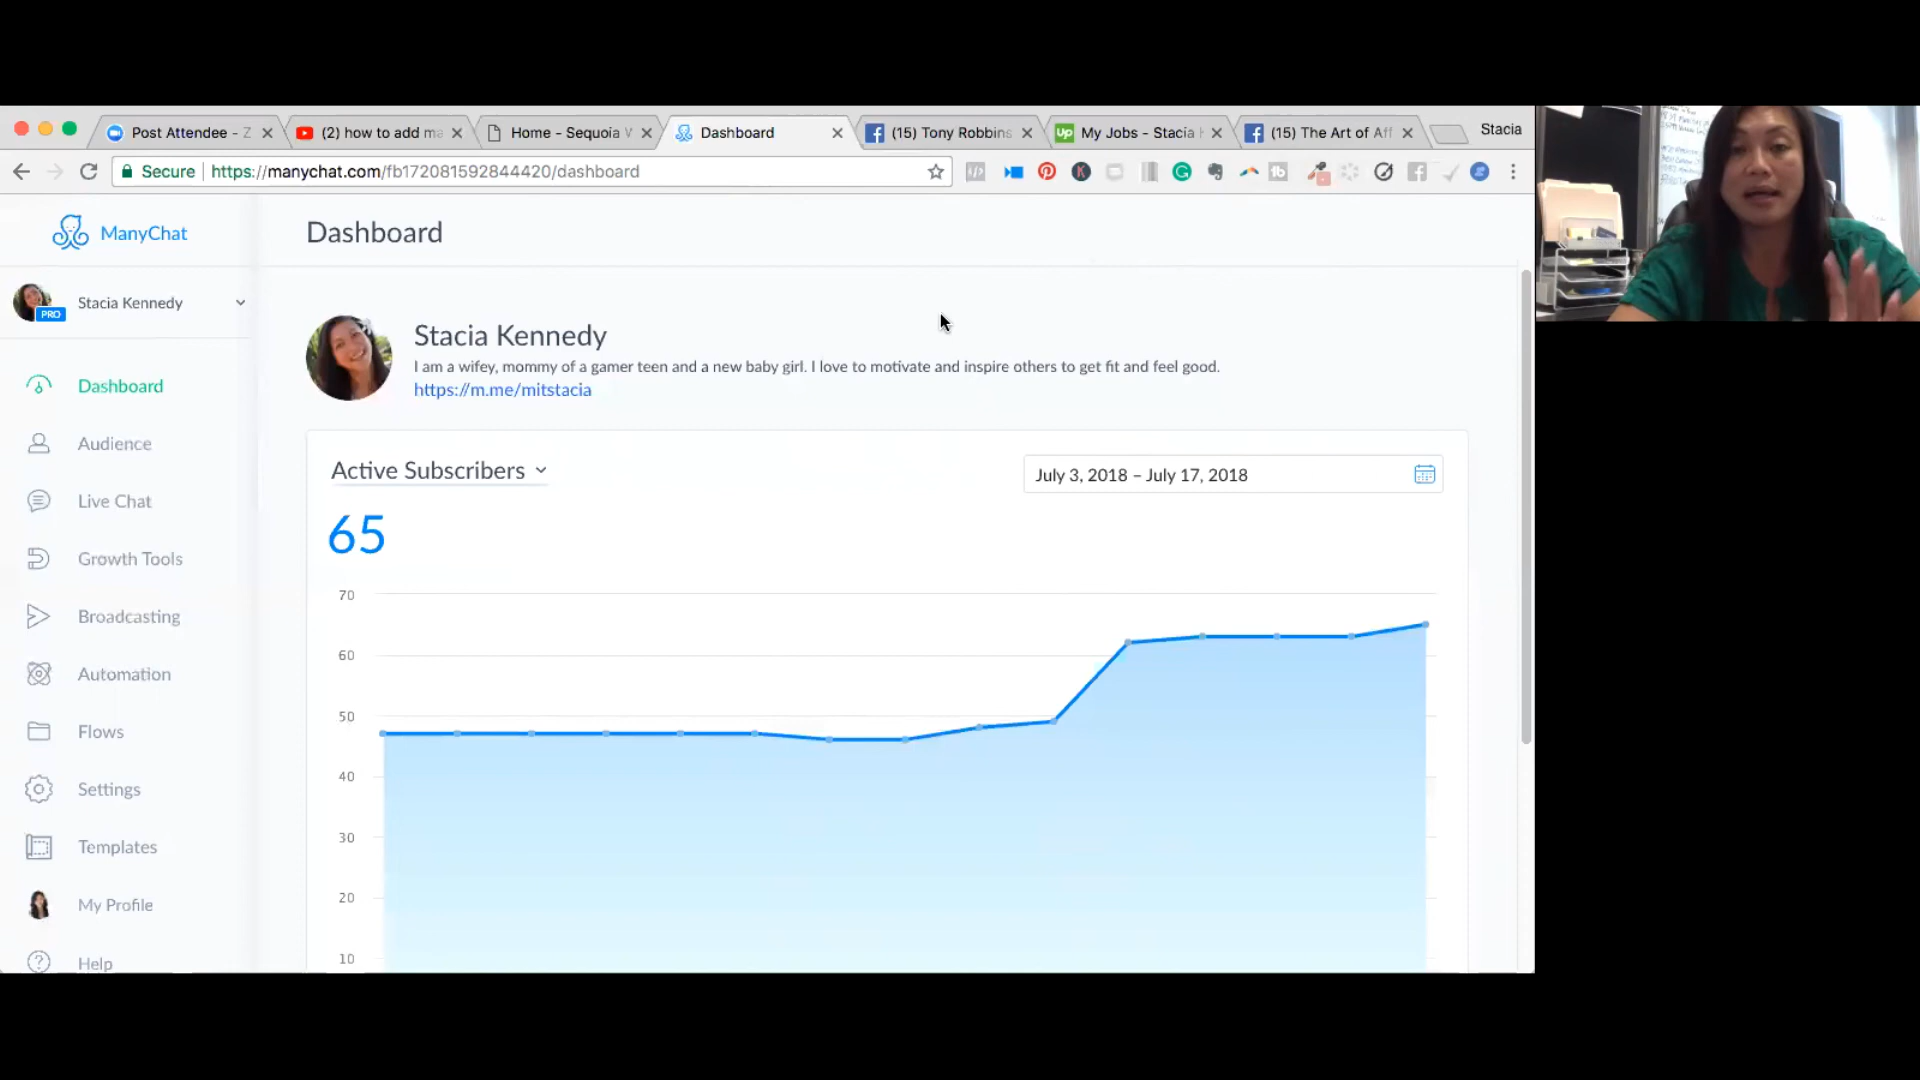 Post Attendee - Z
(2) how to add ma
Home - Sequoia V
Dashboard
(15) Tony Robbins
Up My Jobs - Stacia
(15) The Art of Aff
Stacia
Secure | https://manychat.com/fb172081592844420/dashboard
ManyChat
Dashboard
Stacia Kennedy
PRO
Dashboard
Audience
Live Chat
Growth Tools
Broadcasting
Automation
Flows
Settings
Templates
My Profile
Help
Stacia Kennedy
I am a wifey, mommy of a gamer teen and a new baby girl. I love to motivate and inspire others to get fit and feel good.
https://m.me/mitstacia
Active Subscribers
July 3, 2018 – July 17, 2018
65
70
60
50
40
30
20
10